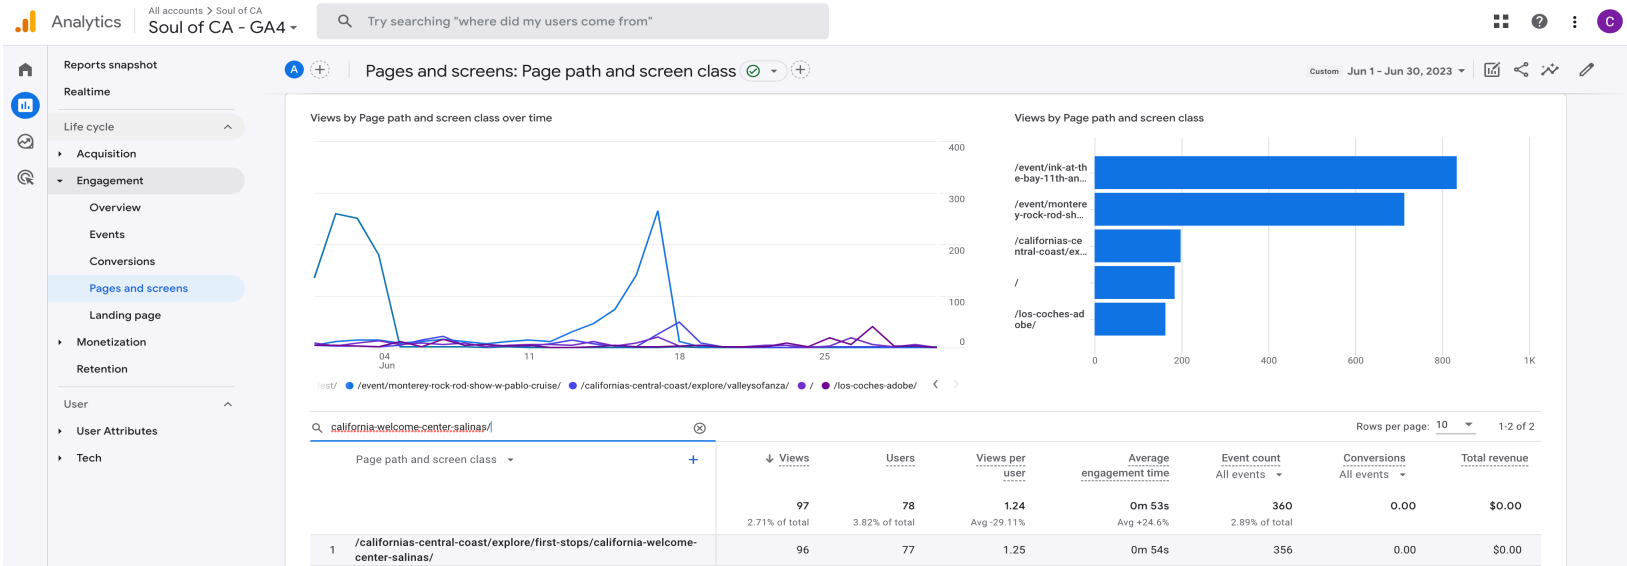 Analytics
All accounts > Soul of CA
Soul of CA - GA4
Try searching "where did my users come from"
C
Reports snapshot
Realtime
Life cycle
Acquisition
Engagement
Overview
Events
Conversions
Pages and screens
Landing page
Monetization
Retention
User
User Attributes
Tech
A
Pages and screens: Page path and screen class
Custom Jun 1 - Jun 30, 2023
Views by Page path and screen class over time
400
300
200
100
0
04
Jun
11
18
25
/event/monterey-rock-rod-show-w-pablo-cruise/
/californias-central-coast/explore/valleysofanza/
/
/los-coches-adobe/
Views by Page path and screen class
/event/ink-at-th
e-bay-11th-an...
/event/montere
y-rock-rod-sh...
/californias-ce
ntral-coast/ex...
/
/los-coches-ad
obe/
0 200 400 600 800 1K
california-welcome-center-salinas/
Rows per page: 10 1-2 of 2
Page path and screen class
Views
Users
Views per
user
Average
engagement time
Event count
All events
Conversions
All events
Total revenue
97 78 1.24 0m 53s 360 0.00 $0.00
2.71% of total 3.82% of total Avg -29.11% Avg +24.6% 2.89% of total
1 /californias-central-coast/explore/first-stops/california-welcome-
center-salinas/
96 77 1.25 0m 54s 356 0.00 $0.00